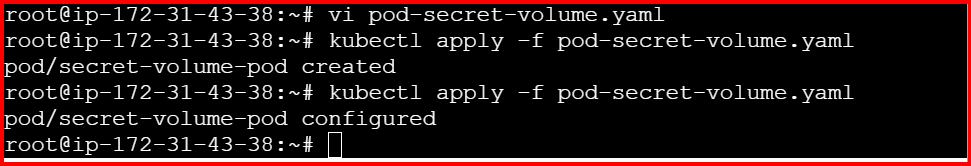 root@ip-172-31-43-38:~# vi pod-secret-volume.yaml
root@ip-172-31-43-38:~# kubectl apply -f pod-secret-volume.yaml
pod/secret-volume-pod created
root@ip-172-31-43-38:~# kubectl apply -f pod-secret-volume.yaml
pod/secret-volume-pod configured
root@ip-172-31-43-38:~#